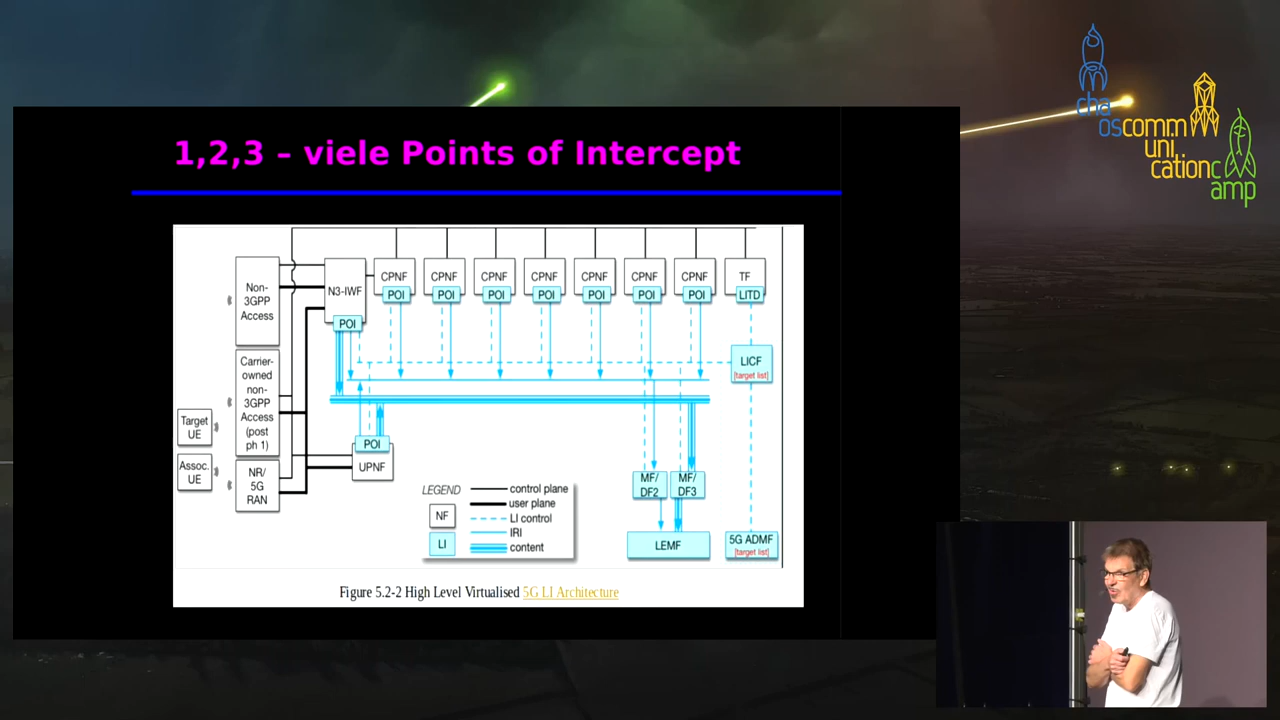 chaoscommunicationcamp
1,2,3 – viele Points of Intercept
Non-
3GPP
Access
N3-IWF
POI
CPNF
POI
CPNF
POI
CPNF
POI
CPNF
POI
CPNF
POI
CPNF
POI
CPNF
POI
TF
LITD
LICF
[target list]
Carrier-
owned
non-
3GPP
Access
(post
ph 1)
Target
UE
Assoc.
UE
NR/
5G
RAN
POI
UPNF
LEGEND
NF
LI
control plane
user plane
LI control
IRI
content
MF/
DF2
MF/
DF3
LEMF
5G ADMF
[target list]
Figure 5.2-2 High Level Virtualised 5G LI Architecture